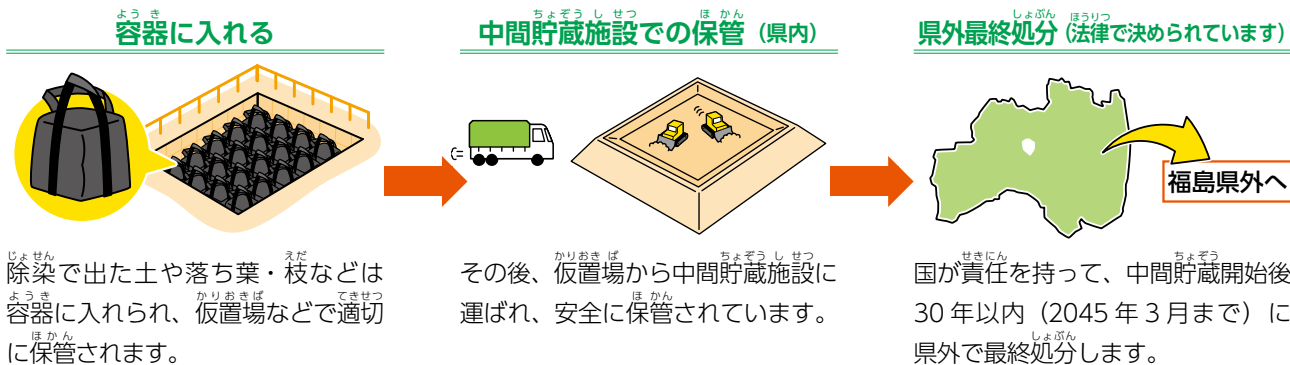 容器に入れる
除染で出た土や落ち葉・枝などは
容器に入れられ、仮置場などで適切
に保管されます。
中間貯蔵施設での保管（県内）
その後、仮置場から中間貯蔵施設に
運ばれ、安全に保管されています。
県外最終処分（法律で決められています）
福島県外へ
国が責任を持って、中間貯蔵開始後
30年以内（2045年3月まで）に
県外で最終処分します。